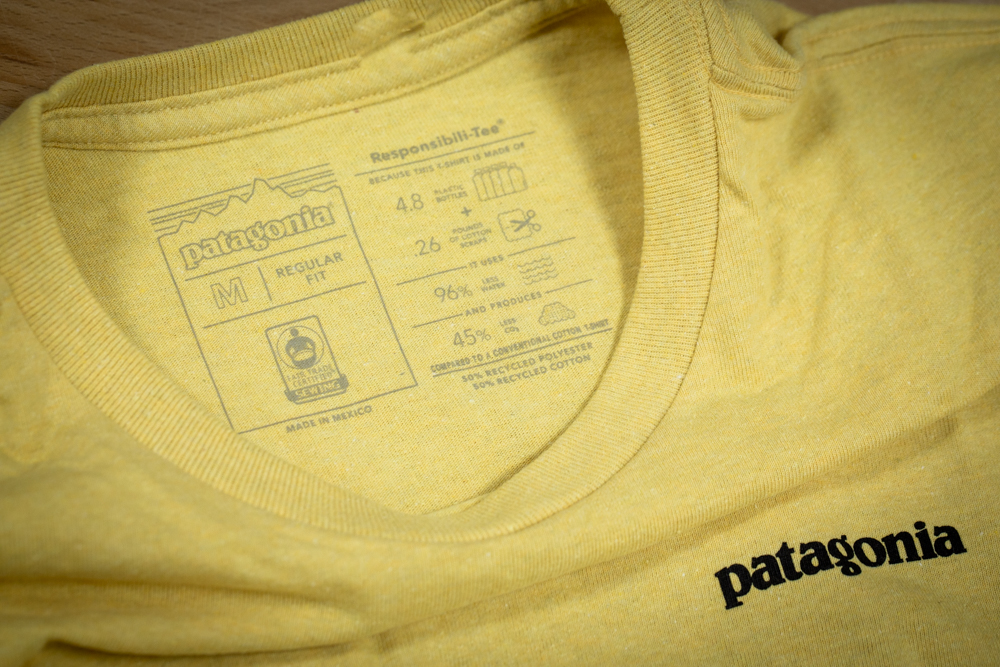 patagonia®
M
REGULAR
FIT
FAIR TRADE
CERTIFIED
SEWING
MADE IN MEXICO
Responsibili-Tee®
BECAUSE THIS T-SHIRT IS MADE OF
4.8 PLASTIC
BOTTLES
+
.26 POUNDS
OF COTTON
SCRAPS
IT USES
96% LESS
WATER
AND PRODUCES
45% LESS
CO₂
COMPARED TO A CONVENTIONAL COTTON T-SHIRT
50% RECYCLED POLYESTER
50% RECYCLED COTTON
patagonia